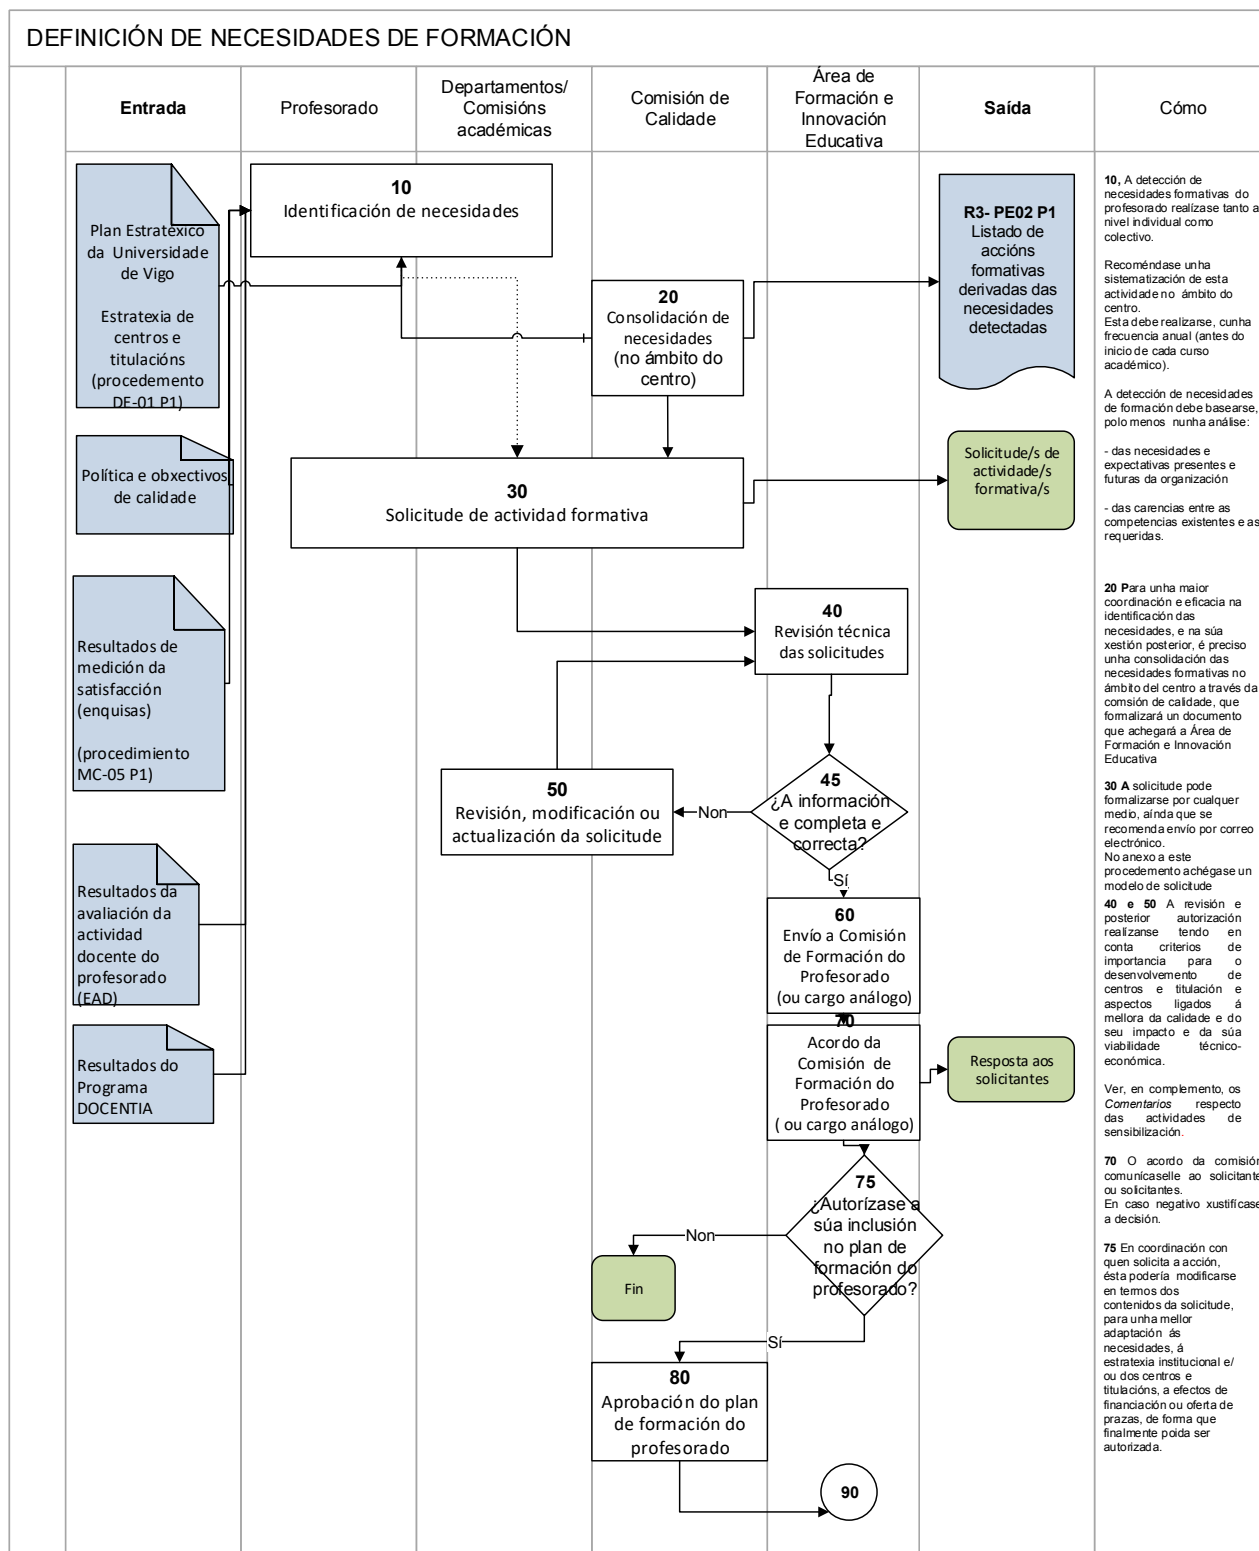 DEFINICIÓN DE NECESIDADES DE FORMACIÓN
Entrada
Profesorado
Departamentos/
Comisións
académicas
Comisión de
Calidade
Área de
Formación e
Innovación
Educativa
Saída
Cómo
Plan Estratéxico
da Universidade
de Vigo
Estratexia de
centros e
titulacións
(procedemento
DE-01 P1)
Política e obxectivos
de calidade
Resultados de
medición da
satisfacción
(enquisas)
(procedimiento
MC-05 P1)
Resultados da
avaliación da
actividad
docente do
profesorado
(EAD)
Resultados do
Programa
DOCENTIA
10
Identificación de necesidades
20
Consolidación de
necesidades
(no ámbito do
centro)
30
Solicitude de actividad formativa
40
Revisión técnica
das solicitudes
45
¿A información
e completa e
correcta?
Non
50
Revisión, modificación ou
actualización da solicitude
Sí
60
Envío a Comisión
de Formación do
Profesorado
(ou cargo análogo)
70
Acordo da
Comisión de
Formación do
Profesorado
( ou cargo análogo)
75
¿Autorízase a
súa inclusión
no plan de
formación do
profesorado?
Non
Fin
Sí
80
Aprobación do plan
de formación do
profesorado
90
R3- PE02 P1
Listado de
accións
formativas
derivadas das
necesidades
detectadas
Solicitude/s de
actividade/s
formativa/s
Resposta aos
solicitantes
10, A detección de
necesidades formativas do
profesorado realízase tanto a
nivel individual como
colectivo.
Recoméndase unha
sistematización de esta
actividade no ámbito do
centro.
Esta debe realizarse, cunha
frecuencia anual (antes do
inicio de cada curso
académico).
A detección de necesidades
de formación debe basearse,
polo menos nunha análise:
- das necesidades e
expectativas presentes e
futuras da organización
- das carencias entre as
competencias existentes e as
requeridas.
20 Para unha maior
coordinación e eficacia na
identificación das
necesidades, e na súa
xestión posterior, é preciso
unha consolidación das
necesidades formativas no
ámbito del centro a través da
comsión de calidade, que
formalizará un documento
que achegará a Área de
Formación e Innovación
Educativa
30 A solicitude pode
formalizarse por cualquer
medio, aínda que se
recomenda envío por correo
electrónico.
No anexo a este
procedemento achégase un
modelo de solicitude
40 e 50 A revisión e
posterior autorización
realízanse tendo en
conta criterios de
importancia para o
desenvolvemento de
centros e titulación e
aspectos ligados á
mellora da calidade e do
seu impacto e da súa
viabilidade técnico-
económica.
Ver, en complemento, os
Comentarios respecto
das actividades de
sensibilización.
70 O acordo da comisión
comunícaselle ao solicitante
ou solicitantes.
En caso negativo xustifícase
a decisión.
75 En coordinación con
quen solicita a acción,
ésta podería modificarse
en termos dos
contenidos da solicitude,
para unha mellor
adaptación ás
necesidades, á
estratexia institucional e/
ou dos centros e
titulacións, a efectos de
financiación ou oferta de
prazas, de forma que
finalmente poida ser
autorizada.